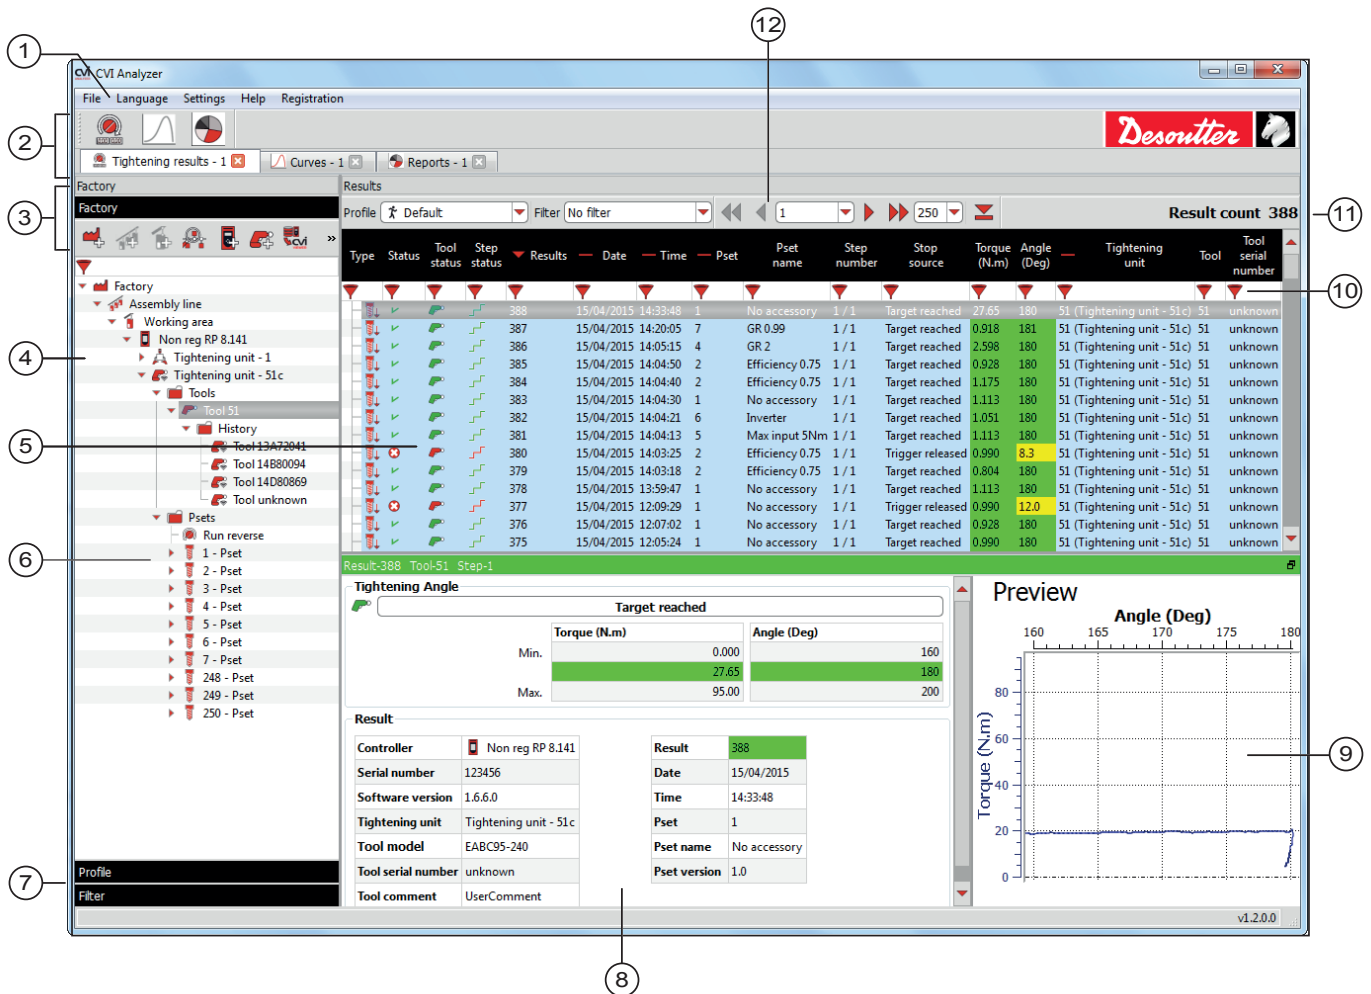 12
1
CVI CVI Analyzer
File Language Settings Help Registration
2
Desoutter
Tightening results - 1 Curves - 1 Reports - 1
Factory Results
3
Factory
Profile Default Filter No filter 1 250 Result count 388
11
cvi »
Type Status Tool status Step status Results Date Time Pset Pset name Step number Stop source Torque (N.m) Angle (Deg) Tightening unit Tool Tool serial number
10
388 15/04/2015 14:33:48 1 No accessory 1 / 1 Target reached 27.65 180 51 (Tightening unit - 51c) 51 unknown
387 15/04/2015 14:20:05 7 GR 0.99 1 / 1 Target reached 0.918 181 51 (Tightening unit - 51c) 51 unknown
386 15/04/2015 14:05:15 4 GR 2 1 / 1 Target reached 2.598 180 51 (Tightening unit - 51c) 51 unknown
385 15/04/2015 14:04:50 2 Efficiency 0.75 1 / 1 Target reached 0.928 180 51 (Tightening unit - 51c) 51 unknown
384 15/04/2015 14:04:40 2 Efficiency 0.75 1 / 1 Target reached 1.175 180 51 (Tightening unit - 51c) 51 unknown
383 15/04/2015 14:04:30 1 No accessory 1 / 1 Target reached 1.113 180 51 (Tightening unit - 51c) 51 unknown
382 15/04/2015 14:04:21 6 Inverter 1 / 1 Target reached 1.051 180 51 (Tightening unit - 51c) 51 unknown
381 15/04/2015 14:04:13 5 Max input 5Nm 1 / 1 Target reached 1.113 180 51 (Tightening unit - 51c) 51 unknown
380 15/04/2015 14:03:25 2 Efficiency 0.75 1 / 1 Trigger released 0.990 8.3 51 (Tightening unit - 51c) 51 unknown
379 15/04/2015 14:03:18 2 Efficiency 0.75 1 / 1 Target reached 0.804 180 51 (Tightening unit - 51c) 51 unknown
378 15/04/2015 13:59:47 1 No accessory 1 / 1 Target reached 1.113 180 51 (Tightening unit - 51c) 51 unknown
377 15/04/2015 12:09:29 1 No accessory 1 / 1 Trigger released 0.990 12.0 51 (Tightening unit - 51c) 51 unknown
376 15/04/2015 12:07:02 1 No accessory 1 / 1 Target reached 0.928 180 51 (Tightening unit - 51c) 51 unknown
375 15/04/2015 12:05:24 1 No accessory 1 / 1 Target reached 0.990 180 51 (Tightening unit - 51c) 51 unknown
Factory
Assembly line
Working area
Non reg RP 8.141
4
Tightening unit - 1
Tightening unit - 51c
Tools
Tool 51
History
5
Tool 13A72041
Tool 14B80094
Tool 14D80869
Tool unknown
Psets
Run reverse
6
1 - Pset
2 - Pset
3 - Pset
4 - Pset
5 - Pset
6 - Pset
7 - Pset
248 - Pset
249 - Pset
250 - Pset
Profile
7
Filter
Result-388 Tool-51 Step-1
Tightening Angle
Target reached
Torque (N.m) Angle (Deg)
Min. 0.000 160
27.65 180
Max. 95.00 200
Result
Controller Non reg RP 8.141
Serial number 123456
Software version 1.6.6.0
Tightening unit Tightening unit - 51c
Tool model EABC95-240
Tool serial number unknown
Tool comment UserComment
Result 388
Date 15/04/2015
Time 14:33:48
Pset 1
Pset name No accessory
Pset version 1.0
8
Preview
Angle (Deg)
160 165 170 175 180
Torque (N.m)
80
60
40
20
0
9
v1.2.0.0